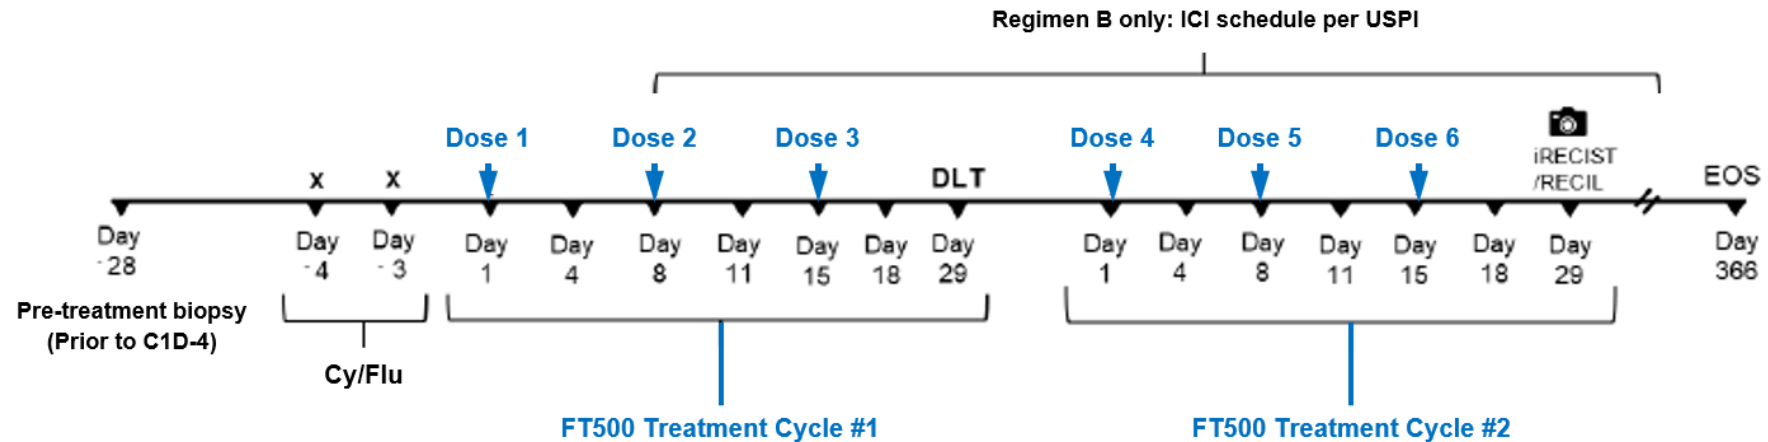 Regimen B only: ICI schedule per USPI
Dose 1
Dose 2
Dose 3
Dose 4
Dose 5
Dose 6
iRECIST
/RECIL
x
x
DLT
EOS
Day
-28
Day
-4
Day
-3
Day
1
Day
4
Day
8
Day
11
Day
15
Day
18
Day
29
Day
1
Day
4
Day
8
Day
11
Day
15
Day
18
Day
29
Day
366
Pre-treatment biopsy
(Prior to C1D-4)
Cy/Flu
FT500 Treatment Cycle #1
FT500 Treatment Cycle #2